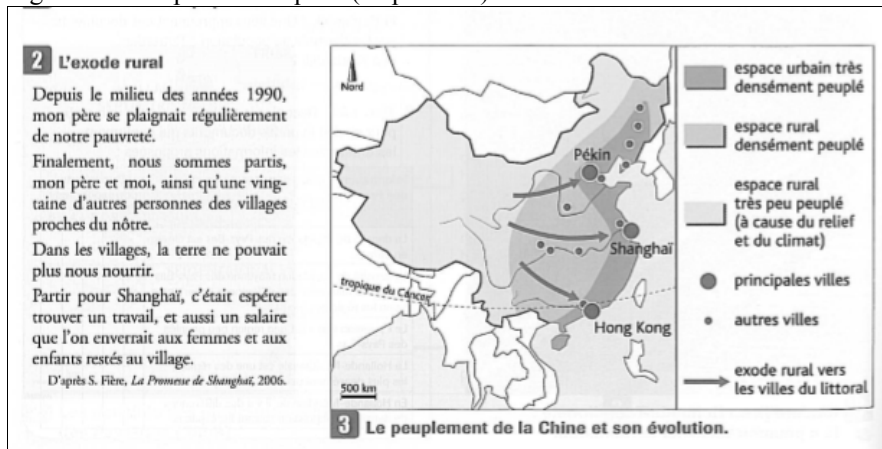 2 L'exode rural
Depuis le milieu des années 1990,
mon père se plaignait régulièrement
de notre pauvreté.
Finalement, nous sommes partis,
mon père et moi, ainsi qu'une ving-
taine d'autres personnes des villages
proches du nôtre.
Dans les villages, la terre ne pouvait
plus nous nourrir.
Partir pour Shanghaï, c'était espérer
trouver un travail, et aussi un salaire
que l'on enverrait aux femmes et aux
enfants restés au village.
D'après S. Fière, La Promesse de Shanghaï, 2006.
Nord
Pékin
Shanghaï
tropique du Cancer
Hong Kong
500 km
espace urbain très
densément peuplé
espace rural
densément peuplé
espace rural
très peu peuplé
(à cause du relief
et du climat)
principales villes
autres villes
exode rural vers
les villes du littoral
3 Le peuplement de la Chine et son évolution.